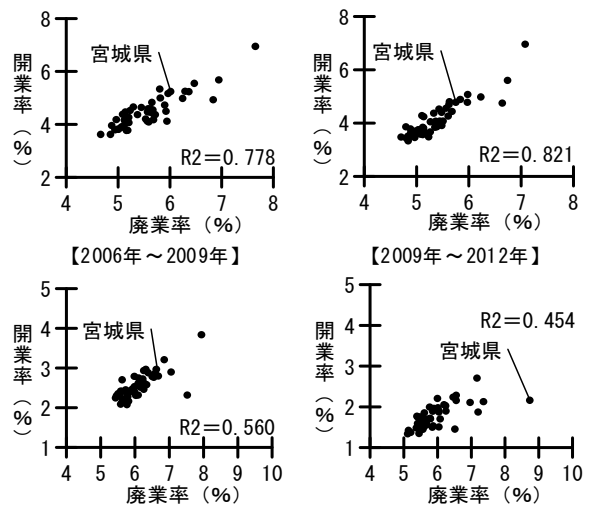 8
6
4
2
開業率（%）
宮城県
R2＝0.778
4 5 6 7 8
廃業率（%）
8
6
4
2
開業率（%）
宮城県
R2＝0.821
4 5 6 7 8
廃業率（%）
【2006年～2009年】
【2009年～2012年】
5
4
3
2
1
開業率（%）
宮城県
R2＝0.560
4 5 6 7 8 9 10
廃業率（%）
5
4
3
2
1
開業率（%）
R2＝0.454
宮城県
4 5 6 7 8 9 10
廃業率（%）